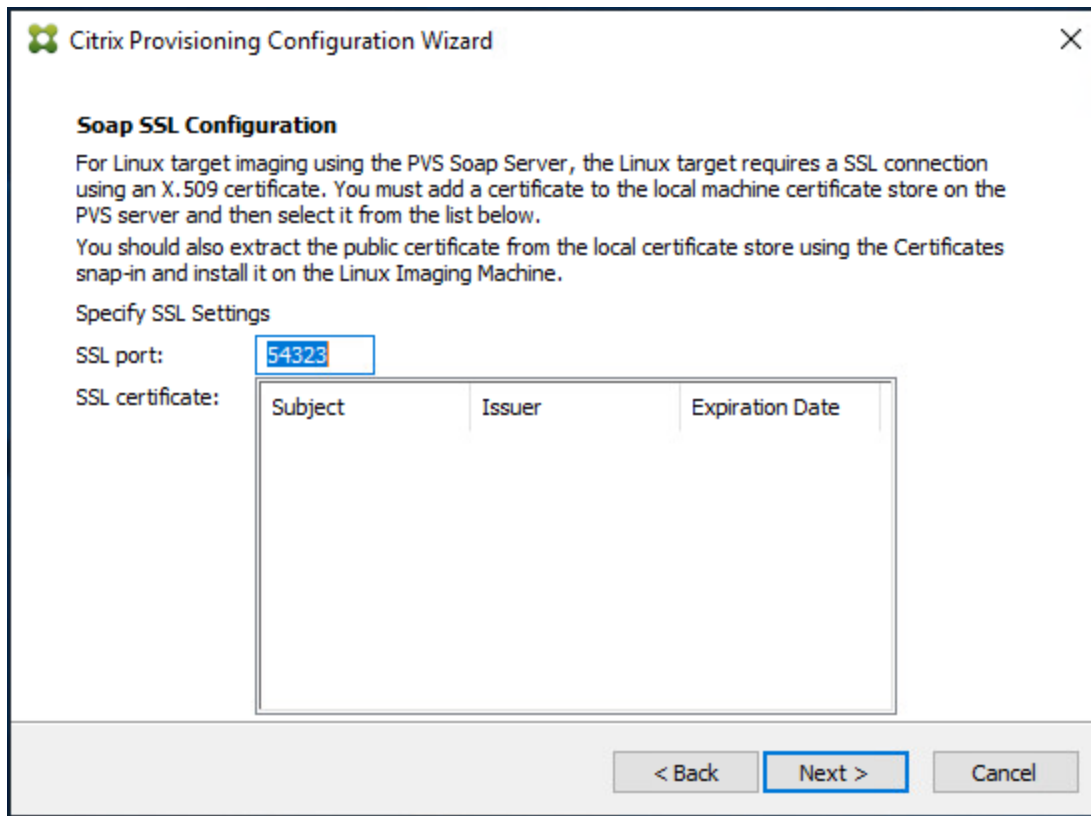 Citrix Provisioning Configuration Wizard
Soap SSL Configuration
For Linux target imaging using the PVS Soap Server, the Linux target requires a SSL connection
using an X.509 certificate. You must add a certificate to the local machine certificate store on the
PVS server and then select it from the list below.
You should also extract the public certificate from the local certificate store using the Certificates
snap-in and install it on the Linux Imaging Machine.
Specify SSL Settings
SSL port: 54323
SSL certificate: Subject Issuer Expiration Date
< Back Next > Cancel